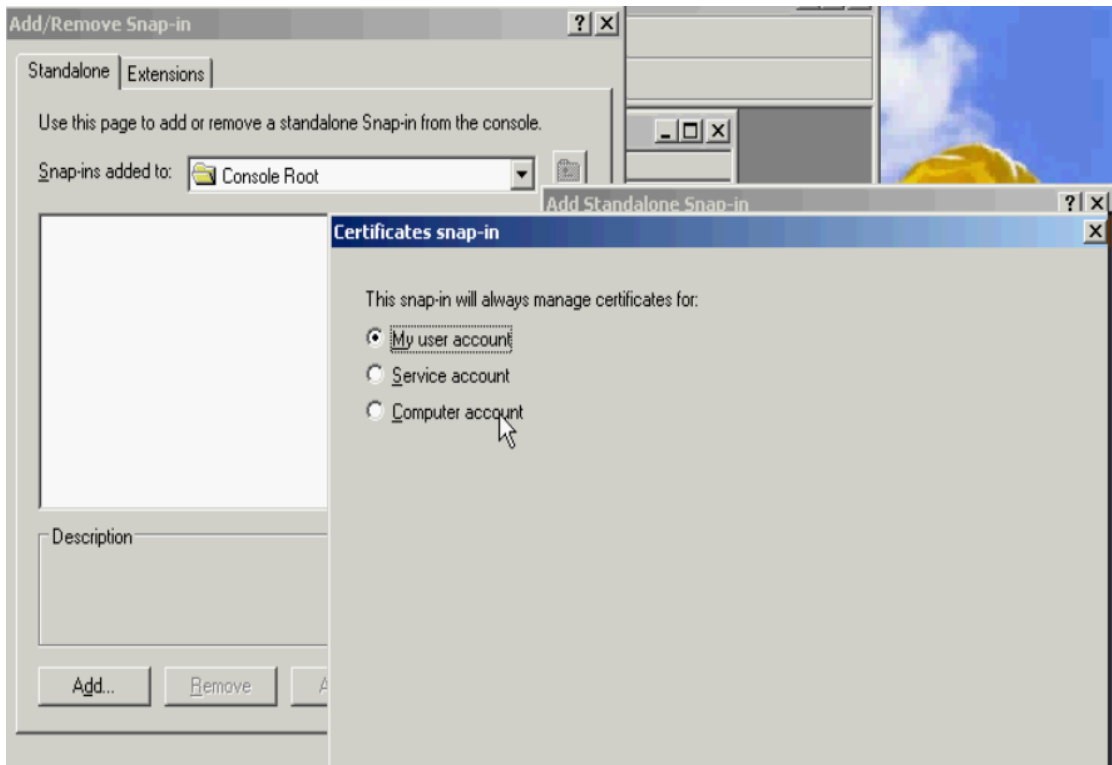 Add/Remove Snap-in
Standalone
Extensions
Use this page to add or remove a standalone Snap-in from the console.
Snap-ins added to:
Console Root
Add Standalone Snap-in
Certificates snap-in
This snap-in will always manage certificates for:
My user account
Service account
Computer account
Description
Add...
Remove